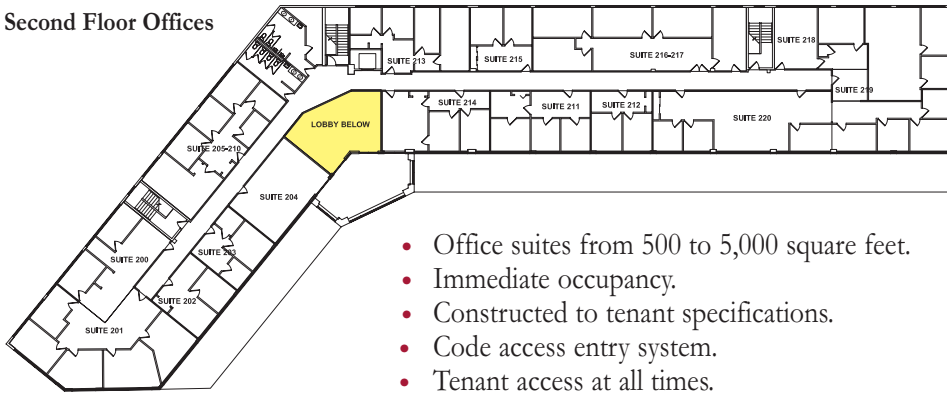 Second Floor Offices
SUITE 218
SUITE 213
SUITE 215
SUITE 216-217
SUITE 219
SUITE 214
SUITE 211
SUITE 212
SUITE 220
LOBBY BELOW
SUITE 205-210
SUITE 204
SUITE 200
SUITE 203
SUITE 202
SUITE 201
• Office suites from 500 to 5,000 square feet.
• Immediate occupancy.
• Constructed to tenant specifications.
• Code access entry system.
• Tenant access at all times.